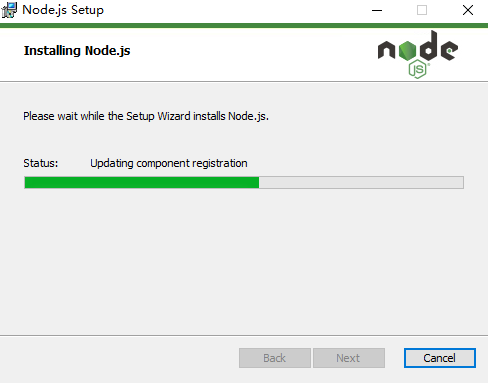 Node.js Setup
Installing Node.js
node
JS
Please wait while the Setup Wizard installs Node.js.
Status: Updating component registration
Back Next Cancel